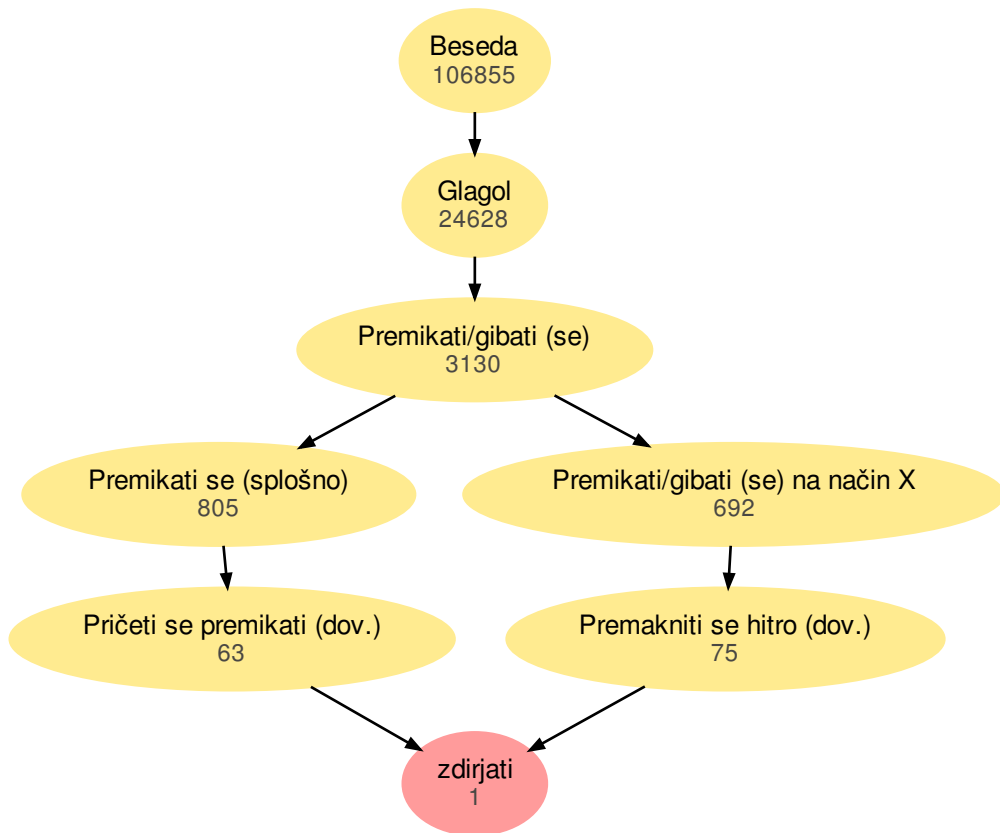 Beseda
106855
Glagol
24628
Premikati/gibati (se)
3130
Premikati se (splošno)
805
Premikati/gibati (se) na način X
692
Pričeti se premikati (dov.)
63
Premakniti se hitro (dov.)
75
zdirjati
1